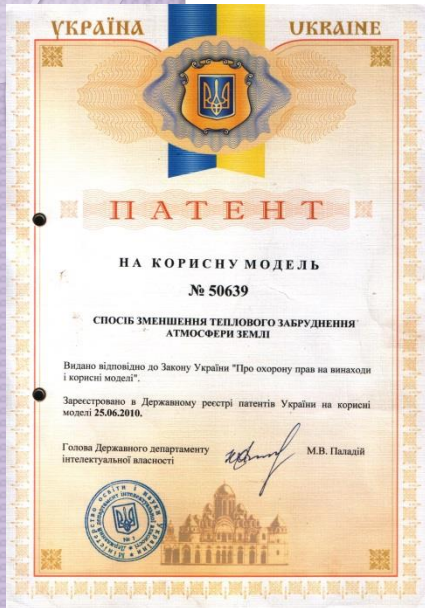 УКРАЇНА
UKRAINE
ПАТЕНТ
НА КОРИСНУ МОДЕЛЬ
№ 50639
СПОСІБ ЗМЕНШЕННЯ ТЕПЛОВОГО ЗАБРУДНЕННЯ
АТМОСФЕРИ ЗЕМЛІ
Видано відповідно до Закону України "Про охорону прав на винаходи
і корисні моделі".
Зареєстровано в Державному реєстрі патентів України на корисні
моделі 25.06.2010.
Голова Державного департаменту
інтелектуальної власності
М.В. Паладій